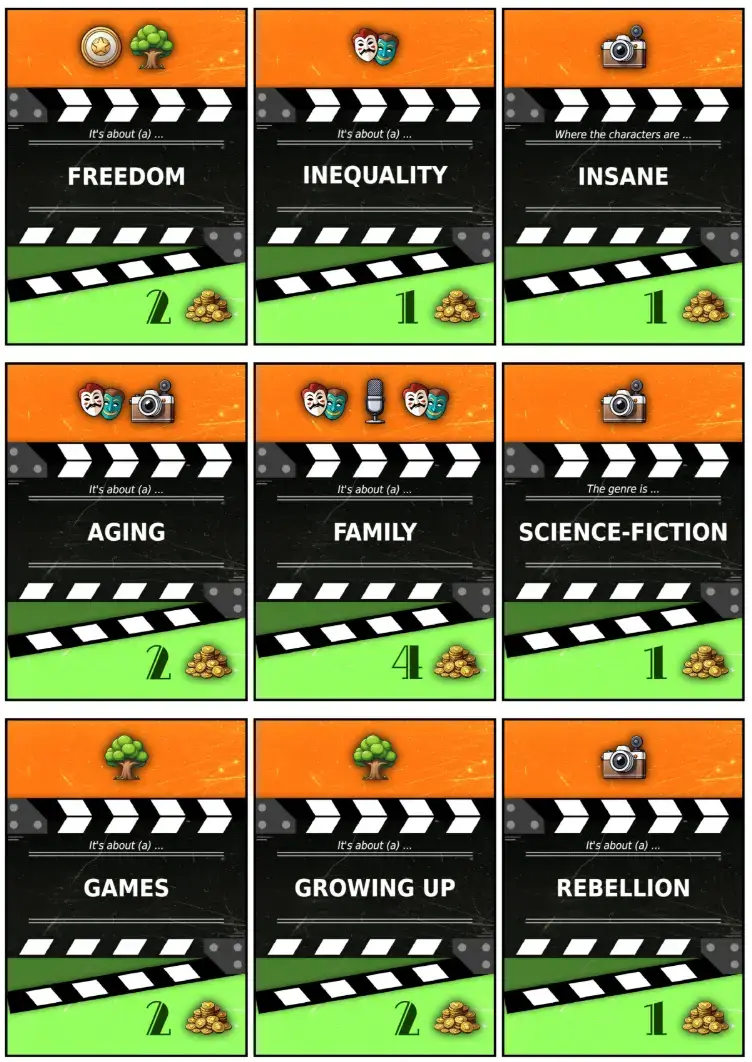 It's about (a) ...
FREEDOM
2
It's about (a) ...
INEQUALITY
1
Where the characters are ...
INSANE
1
It's about (a) ...
AGING
2
It's about (a) ...
FAMILY
4
The genre is ...
SCIENCE-FICTION
1
It's about (a) ...
GAMES
2
It's about (a) ...
GROWING UP
2
It's about (a) ...
REBELLION
1